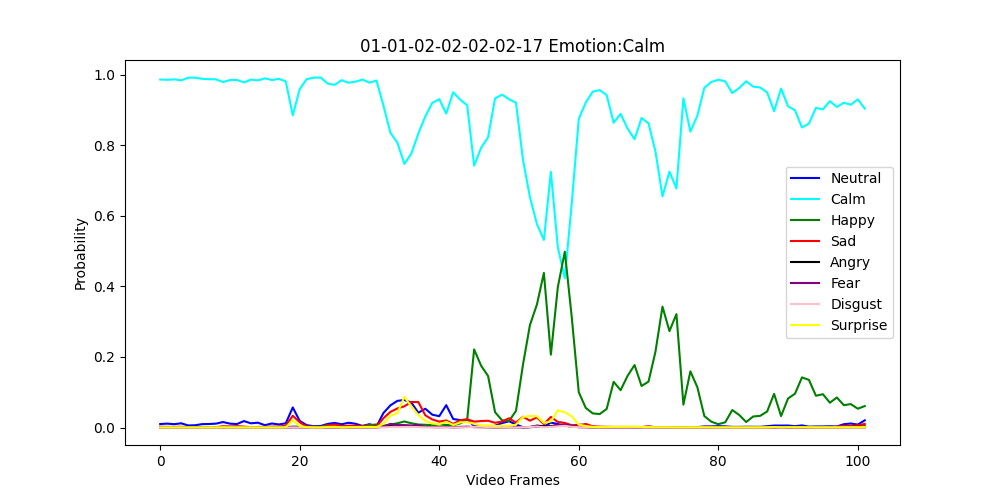 01-01-02-02-02-02-17 Emotion:Calm
1.0
0.8
0.6
0.4
0.2
0.0
Probability
0 20 40 60 80 100
Video Frames
Neutral
Calm
Happy
Sad
Angry
Fear
Disgust
Surprise